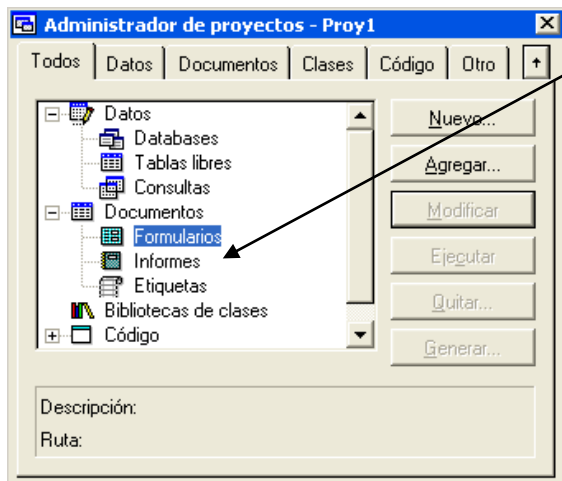 Administrador de proyectos - Proy1
Todos Datos Documentos Clases Código Otro
Datos
Databases
Tablas libres
Consultas
Documentos
Formularios
Informes
Etiquetas
Bibliotecas de clases
Código
Nuevo...
Agregar...
Modificar
Ejecutar
Quitar...
Generar...
Descripción:
Ruta: